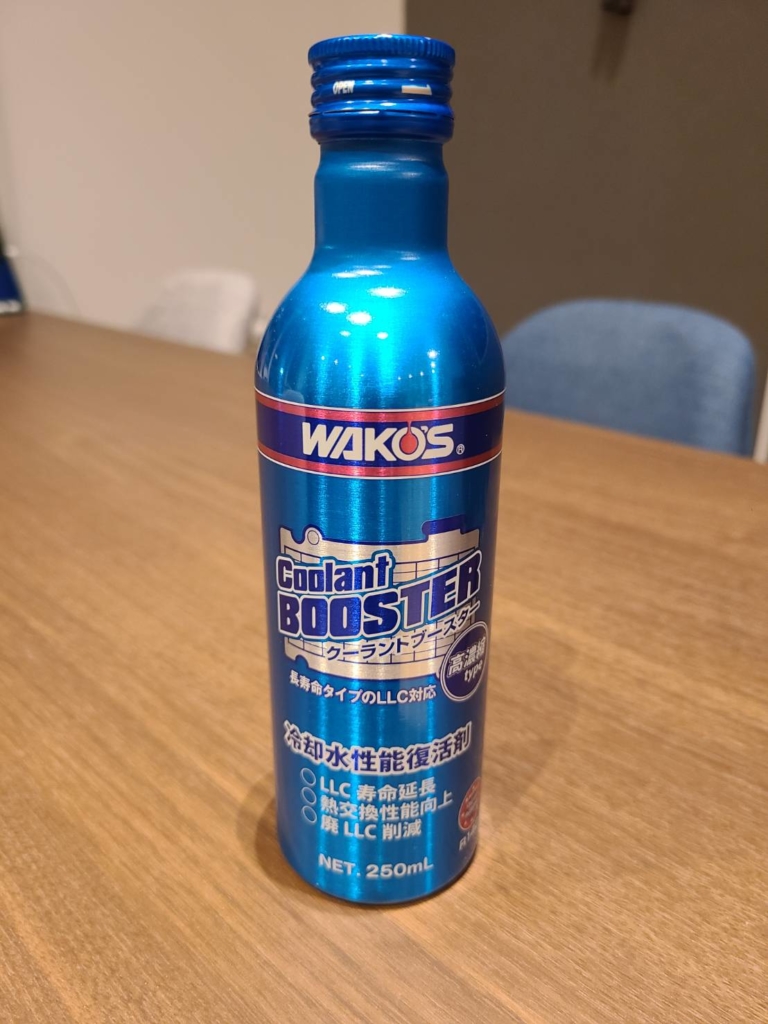 OPEN
WAKO'S®
Coolant
BOOSTER
クーラントブースター
高濃縮
type
長寿命タイプのLLC対応
冷却水性能復活剤
LLC 寿命延長
熱交換性能向上
廃 LLC 削減
NET. 250mL